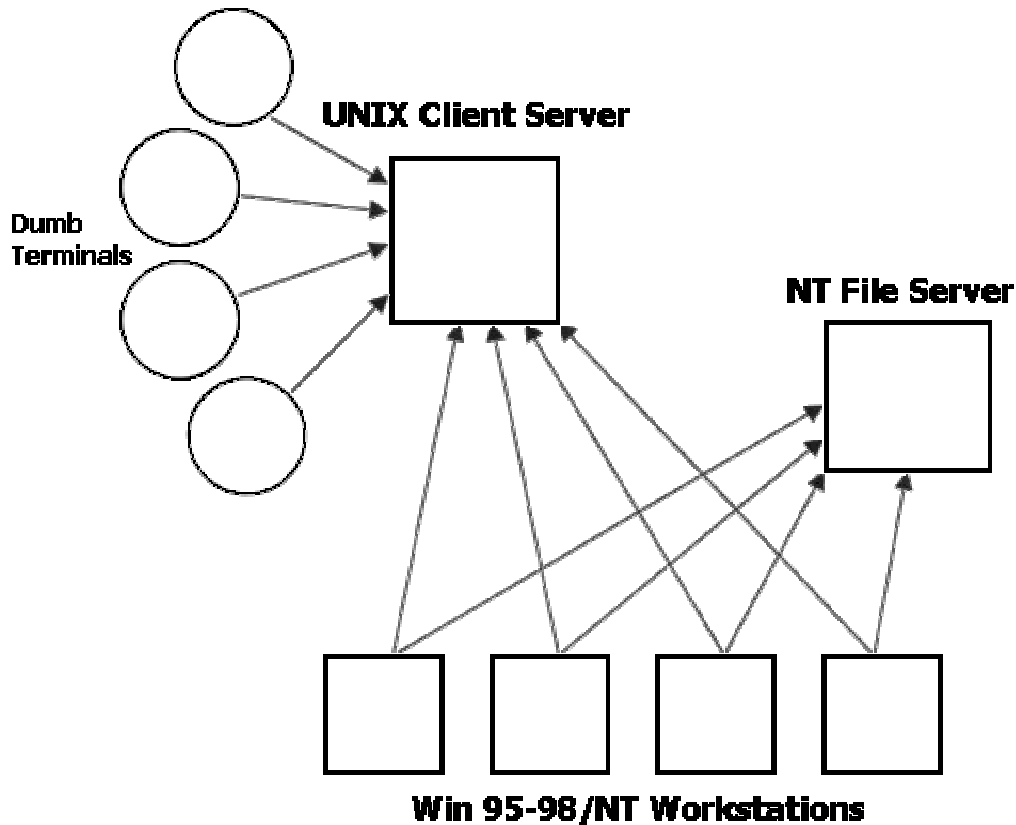 UNIX Client Server
Dumb
Terminals
NT File Server
Win 95-98/NT Workstations